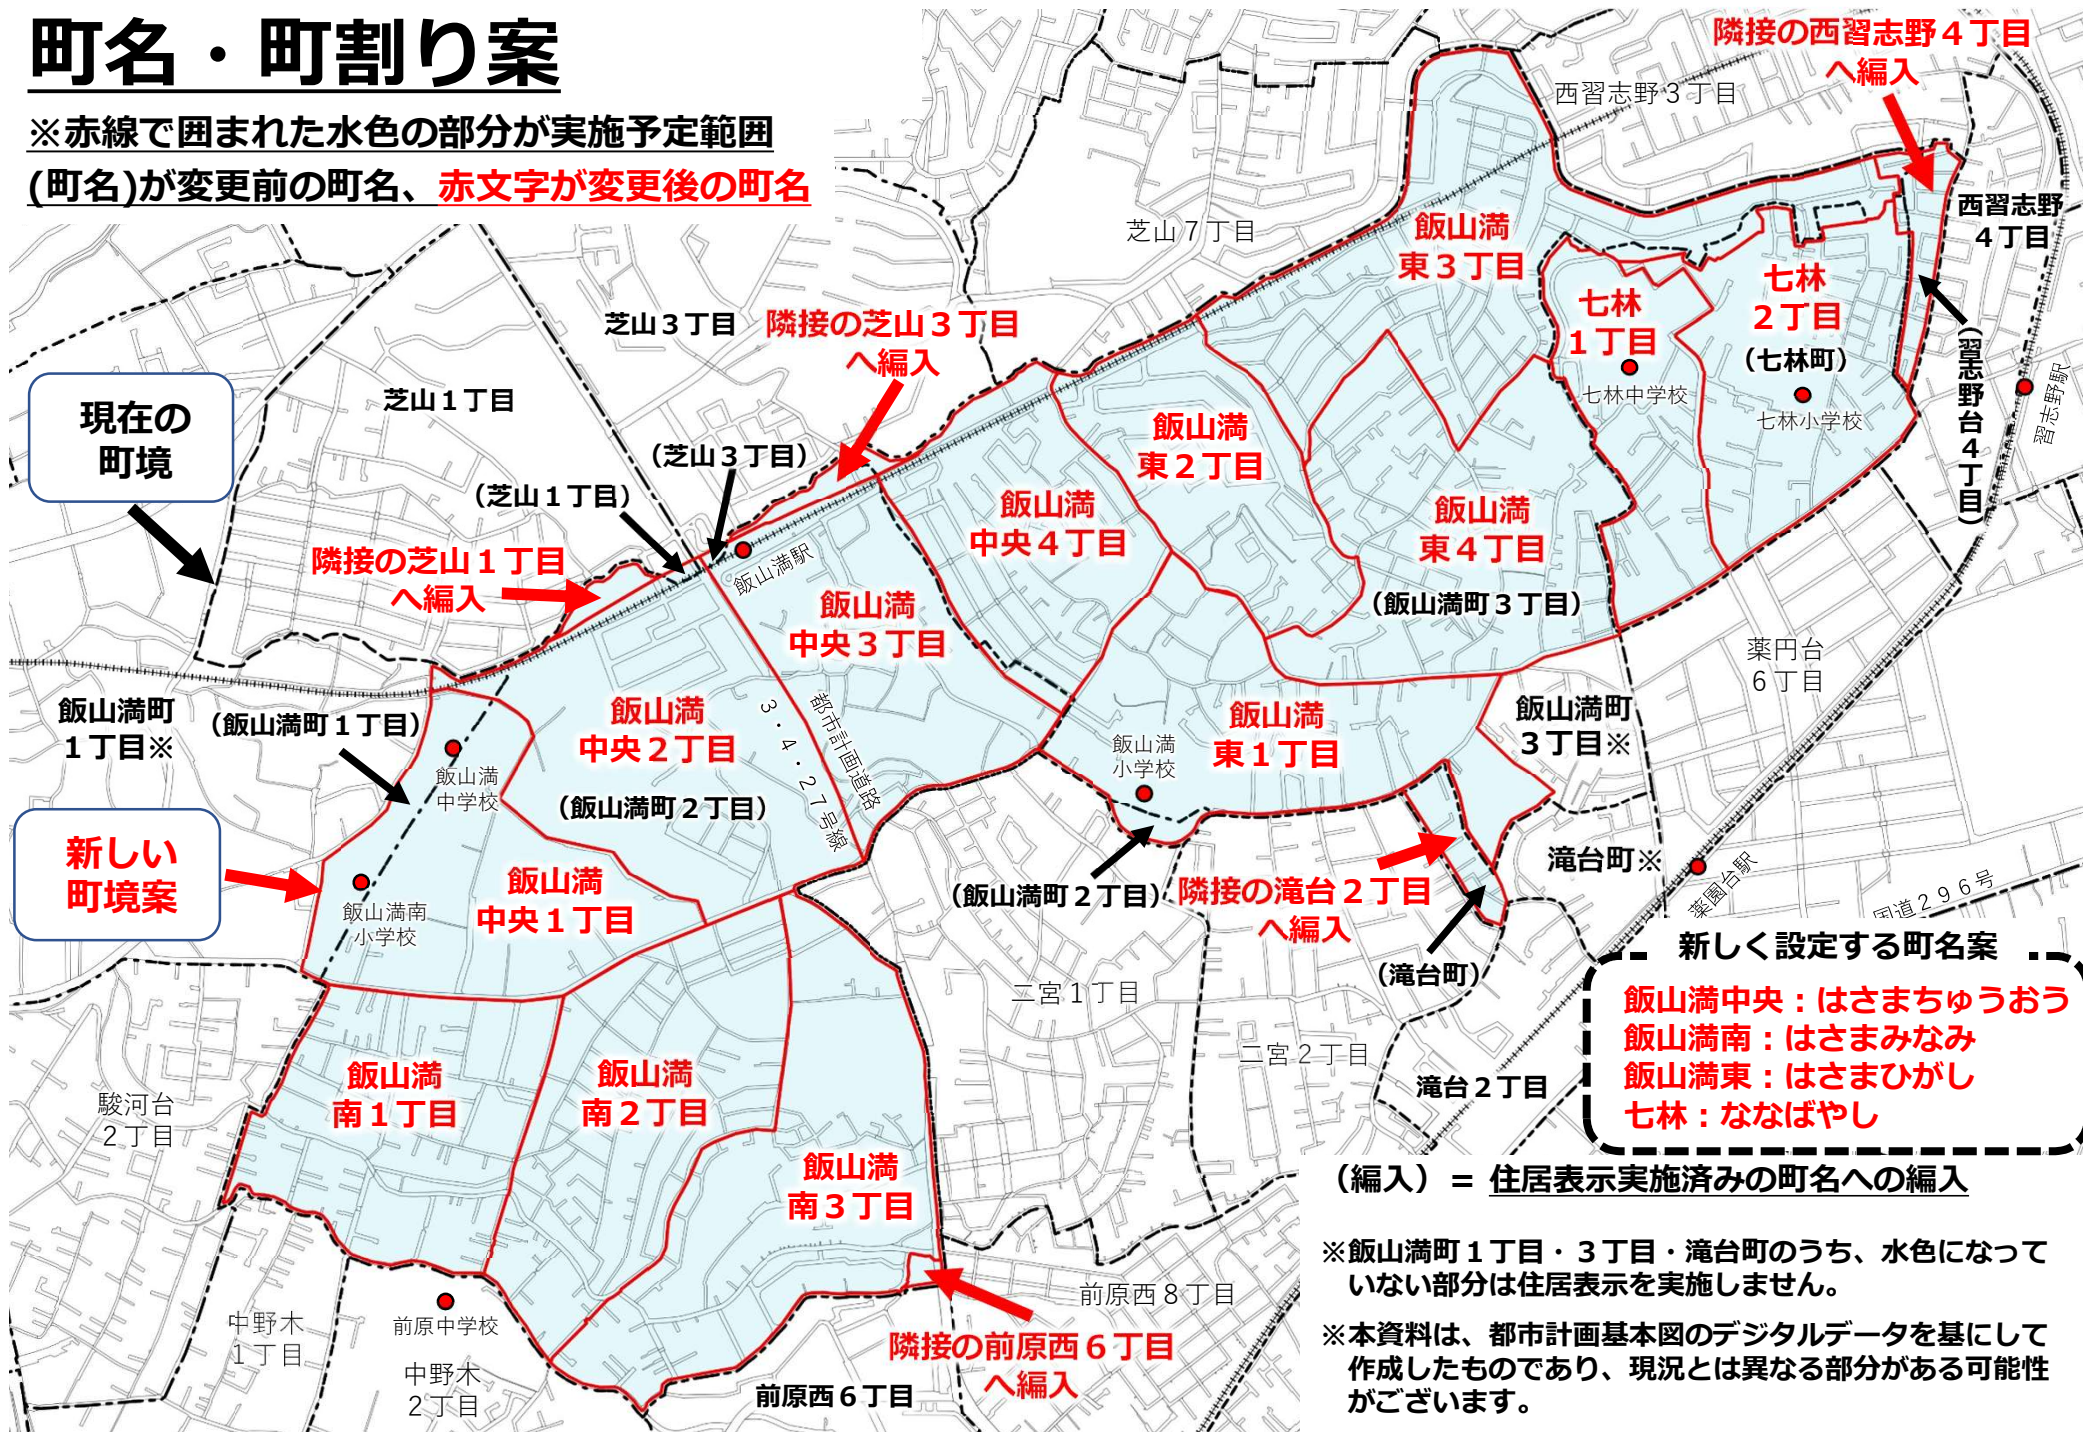 町名・町割り案
※赤線で囲まれた水色の部分が実施予定範囲
(町名)が変更前の町名、赤文字が変更後の町名
隣接の西習志野４丁目
へ編入
西習志野３丁目
西習志野
４丁目
芝山７丁目
飯山満
東３丁目
七林
１丁目
七林
２丁目
(七林町)
七林中学校
七林小学校
(習志野台４丁目)
習志野駅
芝山３丁目
隣接の芝山３丁目
へ編入
芝山１丁目
現在の
町境
(芝山３丁目)
(芝山１丁目)
飯山満
東２丁目
飯山満
中央４丁目
飯山満
東４丁目
(飯山満町３丁目)
隣接の芝山１丁目
へ編入
飯山満駅
飯山満
中央３丁目
薬円台
６丁目
飯山満町
１丁目※
(飯山満町１丁目)
飯山満
中央２丁目
都市計画道路
３・４・２７号線
飯山満
小学校
飯山満
東１丁目
飯山満町
３丁目※
飯山満
中学校
(飯山満町２丁目)
新しい
町境案
飯山満
中央１丁目
飯山満南
小学校
(飯山満町２丁目)
隣接の滝台２丁目
へ編入
滝台町※
薬園台駅
国道２９６号
(滝台町)
二宮１丁目
二宮２丁目
滝台２丁目
新しく設定する町名案
飯山満中央：はさまちゅうおう
飯山満南：はさまみなみ
飯山満東：はさまひがし
七林：ななばやし
駿河台
２丁目
飯山満
南１丁目
飯山満
南２丁目
飯山満
南３丁目
(編入) = 住居表示実施済みの町名への編入
※飯山満町１丁目・３丁目・滝台町のうち、水色になって
いない部分は住居表示を実施しません。
※本資料は、都市計画基本図のデジタルデータを基にして
作成したものであり、現況とは異なる部分がある可能性
がございます。
前原西８丁目
隣接の前原西６丁目
へ編入
前原西６丁目
中野木
１丁目
前原中学校
中野木
２丁目